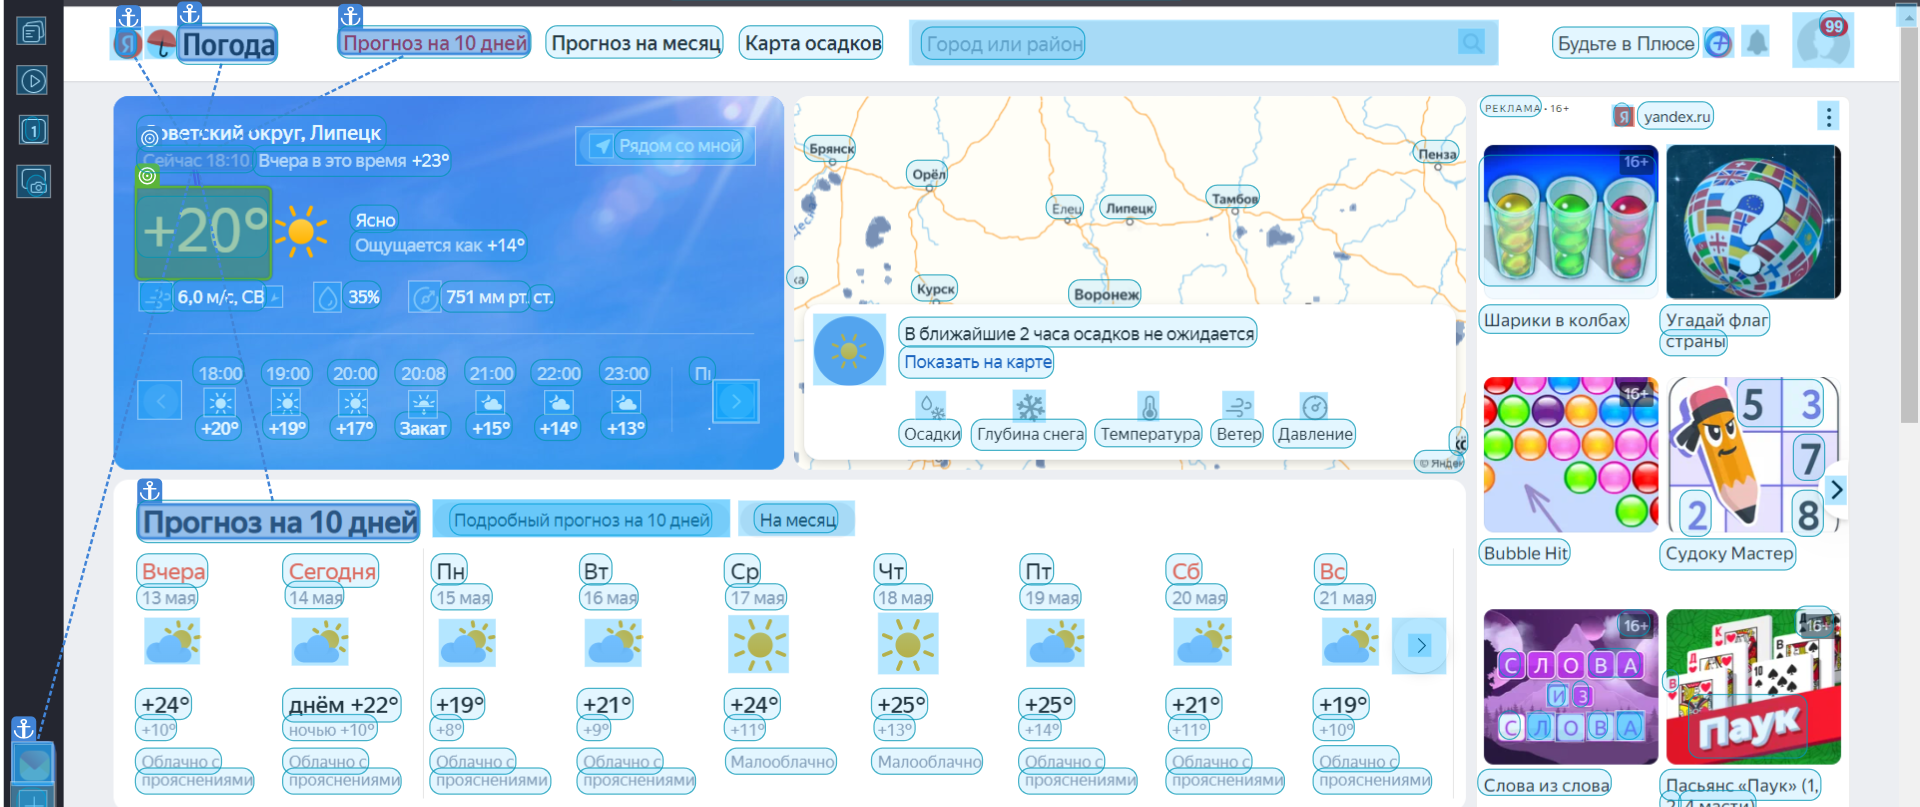 Я Погода
Прогноз на 10 дней
Прогноз на месяц
Карта осадков
Город или район
Будьте в Плюсе
99
Советский округ, Липецк
Сейчас 18:10 Вчера в это время +23°
Рядом со мной
+20°
Ясно
Ощущается как +14°
6,0 м/с, СВ
35%
751 мм рт. ст.
18:00 19:00 20:00 20:08 21:00 22:00 23:00
+20° +19° +17° Закат +15° +14° +13°
Брянск
Орёл
Елец
Липецк
Тамбов
Пенза
Курск
Воронеж
В ближайшие 2 часа осадков не ожидается
Показать на карте
Осадки Глубина снега Температура Ветер Давление
Прогноз на 10 дней
Подробный прогноз на 10 дней
На месяц
Вчера Сегодня Пн Вт Ср Чт Пт Сб Вс
13 мая 14 мая 15 мая 16 мая 17 мая 18 мая 19 мая 20 мая 21 мая
+24° днём +22° +19° +21° +24° +25° +25° +21° +19°
+10° ночью +10° +8° +9° +11° +13° +14° +11° +10°
Облачно с Облачно с Облачно с Облачно с Малооблачно Малооблачно Облачно с Облачно с Облачно с
прояснениями прояснениями прояснениями прояснениями прояснениями прояснениями прояснениями
РЕКЛАМА • 16+
Я yandex.ru
16+
Шарики в колбах
Угадай флаг
страны
16+
5 3
7
2 8
Bubble Hit
Судоку Мастер
16+
СЛОВА
ИЗ
СЛОВА
16+
Паук
Слова из слова
Пасьянс «Паук» (1,
1